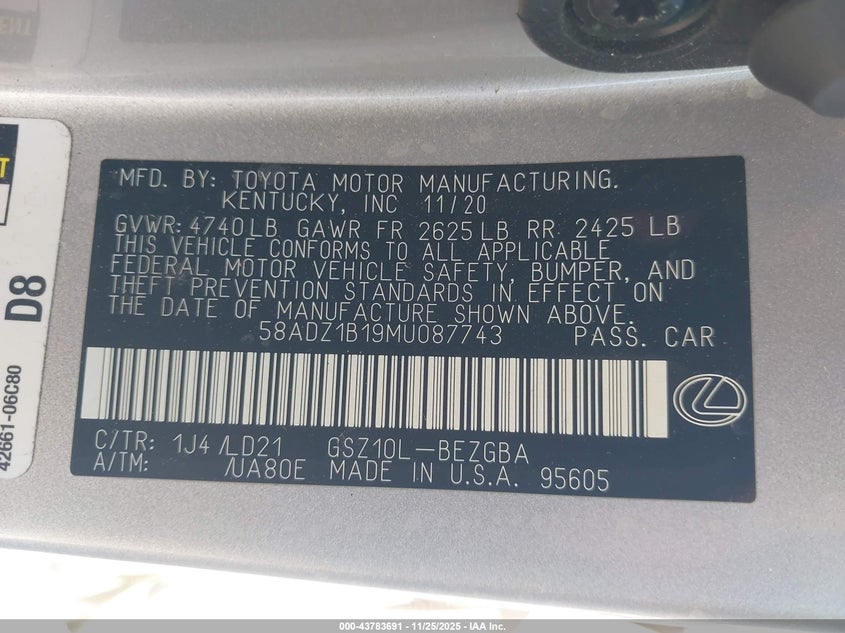 MFD. BY: TOYOTA MOTOR MANUFACTURING.
KENTUCKY, INC 11/20
GVWR: 4740LB GAWR FR 2625LB RR 2425 LB
THIS VEHICLE CONFORMS TO ALL APPLICABLE
FEDERAL MOTOR VEHICLE SAFETY, BUMPER, AND
THEFT PREVENTION STANDARDS IN EFFECT ON
THE DATE OF MANUFACTURE SHOWN ABOVE.
58ADZ1B19MU087743 PASS. CAR
C/TR: 1J4 /LD21 GSZ10L-BEZGBA
A/TM: /UA80E MADE IN U.S.A. 95605
D8
42661-06C80
000-43783691 - 11/25/2025 - IAA Inc.